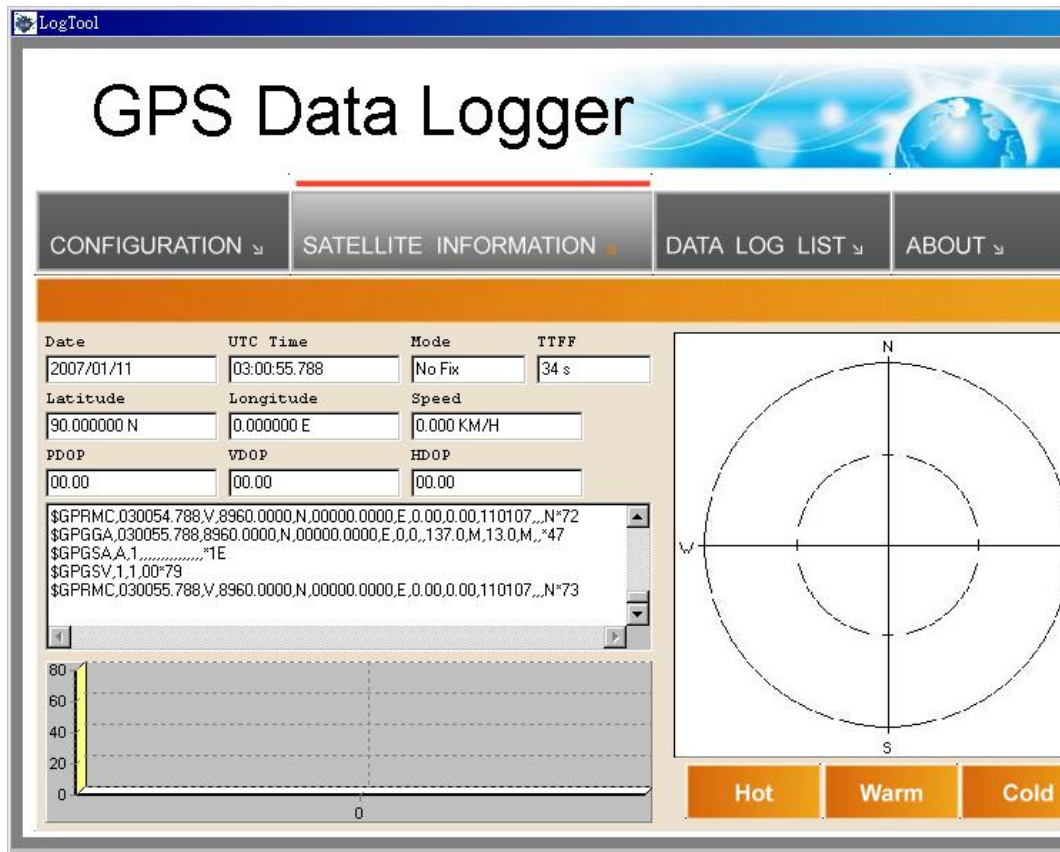 LogTool
GPS Data Logger
CONFIGURATION SATELLITE INFORMATION DATA LOG LIST ABOUT
Date UTC Time Mode TTFF
2007/01/11 03:00:55.788 No Fix 34 s
Latitude Longitude Speed
90.000000 N 0.000000 E 0.000 KM/H
PDOP VDOP HDOP
00.00 00.00 00.00
$GPRMC,030054.788,V,8960.0000,N,00000.0000,E,0.00,0.00,110107,,,N*72
$GPGGA,030055.788,8960.0000,N,00000.0000,E,0,0,,137.0,M,13.0,M,,*47
$GPGSA,A,1,,,,,,,,,,,,,,,*1E
$GPGSV,1,1,00*79
$GPRMC,030055.788,V,8960.0000,N,00000.0000,E,0.00,0.00,110107,,,N*73
80
60
40
20
0
0
N
W
S
Hot Warm Cold